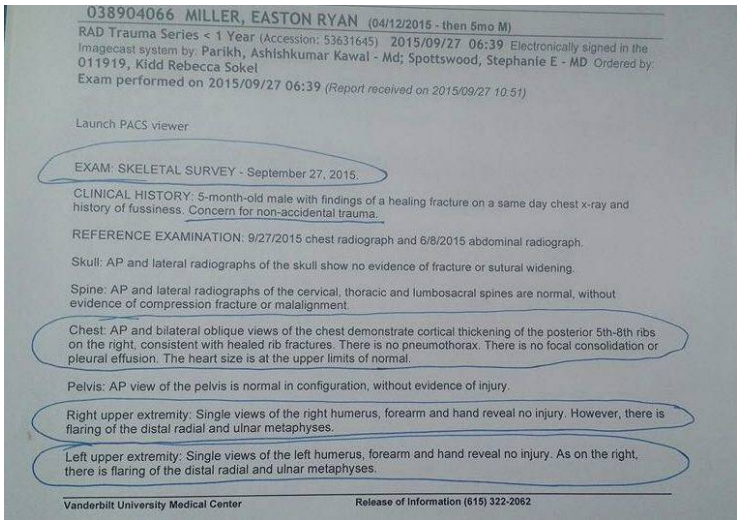 038904066 MILLER, EASTON RYAN (04/12/2015 - then 5mo M)
RAD Trauma Series < 1 Year (Accession: 53631645) 2015/09/27 06:39 Electronically signed in the
Imagecast system by: Parikh, Ashishkumar Kawal - Md; Spottswood, Stephanie E - MD Ordered by:
011919, Kidd Rebecca Sokel
Exam performed on 2015/09/27 06:39 (Report received on 2015/09/27 10:51)
Launch PACS viewer
EXAM: SKELETAL SURVEY - September 27, 2015.
CLINICAL HISTORY: 5-month-old male with findings of a healing fracture on a same day chest x-ray and
history of fussiness. Concern for non-accidental trauma.
REFERENCE EXAMINATION: 9/27/2015 chest radiograph and 6/8/2015 abdominal radiograph.
Skull: AP and lateral radiographs of the skull show no evidence of fracture or sutural widening.
Spine: AP and lateral radiographs of the cervical, thoracic and lumbosacral spines are normal, without
evidence of compression fracture or malalignment.
Chest: AP and bilateral oblique views of the chest demonstrate cortical thickening of the posterior 5th-8th ribs
on the right, consistent with healed rib fractures. There is no pneumothorax. There is no focal consolidation or
pleural effusion. The heart size is at the upper limits of normal.
Pelvis: AP view of the pelvis is normal in configuration, without evidence of injury.
Right upper extremity: Single views of the right humerus, forearm and hand reveal no injury. However, there is
flaring of the distal radial and ulnar metaphyses.
Left upper extremity: Single views of the left humerus, forearm and hand reveal no injury. As on the right,
there is flaring of the distal radial and ulnar metaphyses.
Vanderbilt University Medical Center Release of Information (615) 322-2062